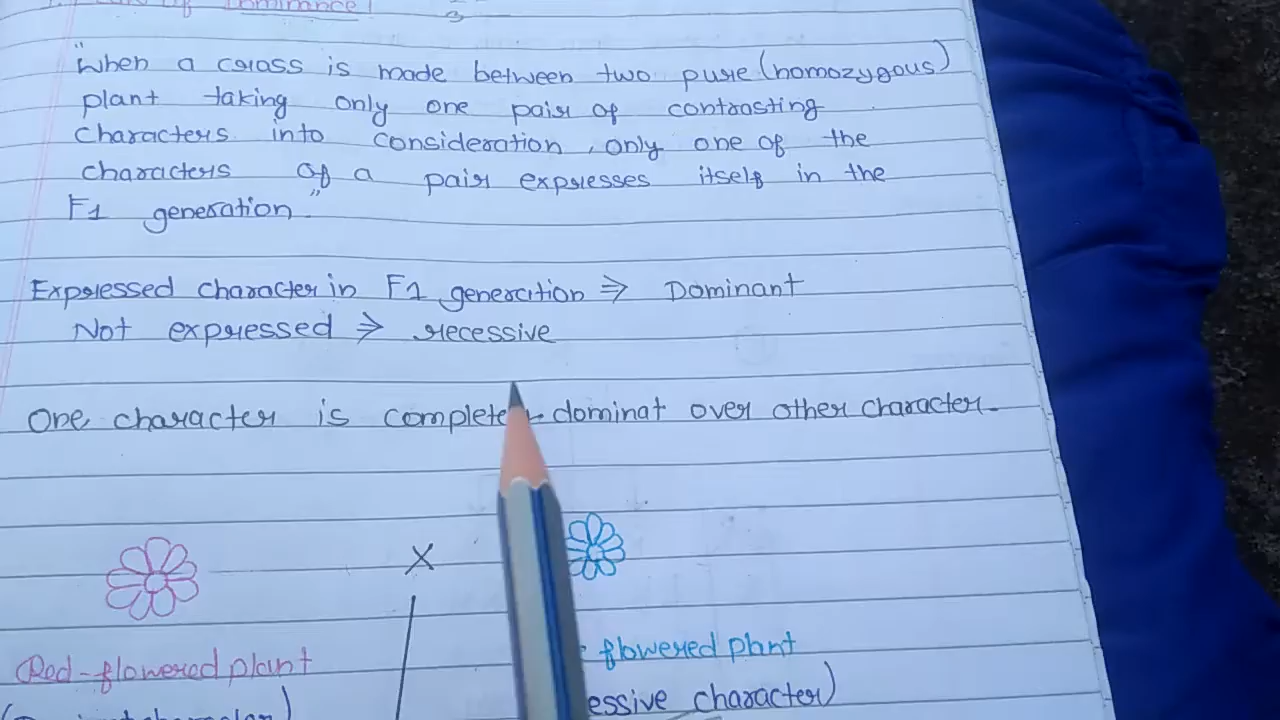 Dominance!
"When a cross is made between two pure (homozygous)
plant taking only one pair of contrasting
characters into consideration, only one of the
characters of a pair expresses itself in the
F1 generation"
Expressed character in F1 generation ⇒ Dominant
Not expressed ⇒ recessive
One character is complete dominat over other character.
X
Red-flowered plant
flowered plant
essive character)